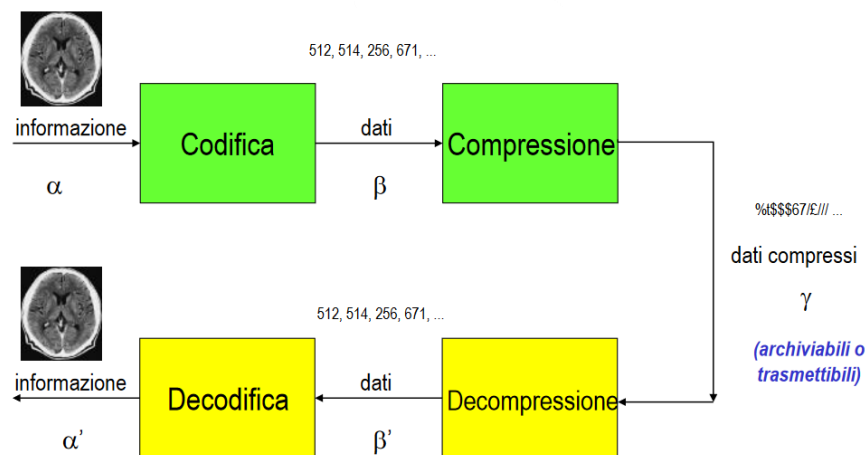 512, 514, 256, 671, ...
informazione
Codifica
dati
Compressione
α
β
%t$$$67/£/// ...
dati compressi
γ
(archiviabili o
trasmettibili)
512, 514, 256, 671, ...
informazione
Decodifica
dati
Decompressione
α'
β'